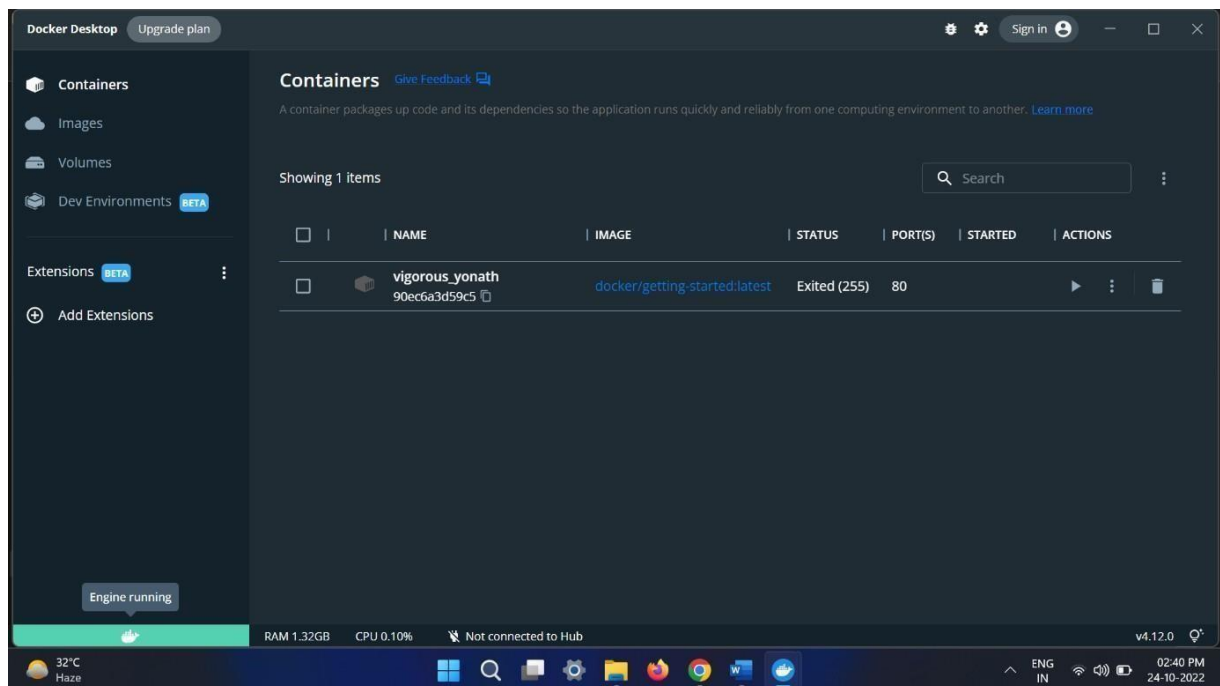 Docker Desktop Upgrade plan Sign in
Containers
Images
Volumes
Dev Environments BETA
Extensions BETA
Add Extensions
Containers Give Feedback
A container packages up code and its dependencies so the application runs quickly and reliably from one computing environment to another. Learn more
Showing 1 items
Search
NAME IMAGE STATUS PORT(S) STARTED ACTIONS
vigorous_yonath docker/getting-started:latest Exited (255) 80
90ec6a3d59c5
Engine running
RAM 1.32GB CPU 0.10% Not connected to Hub v4.12.0
32°C
Haze
ENG
IN
02:40 PM
24-10-2022